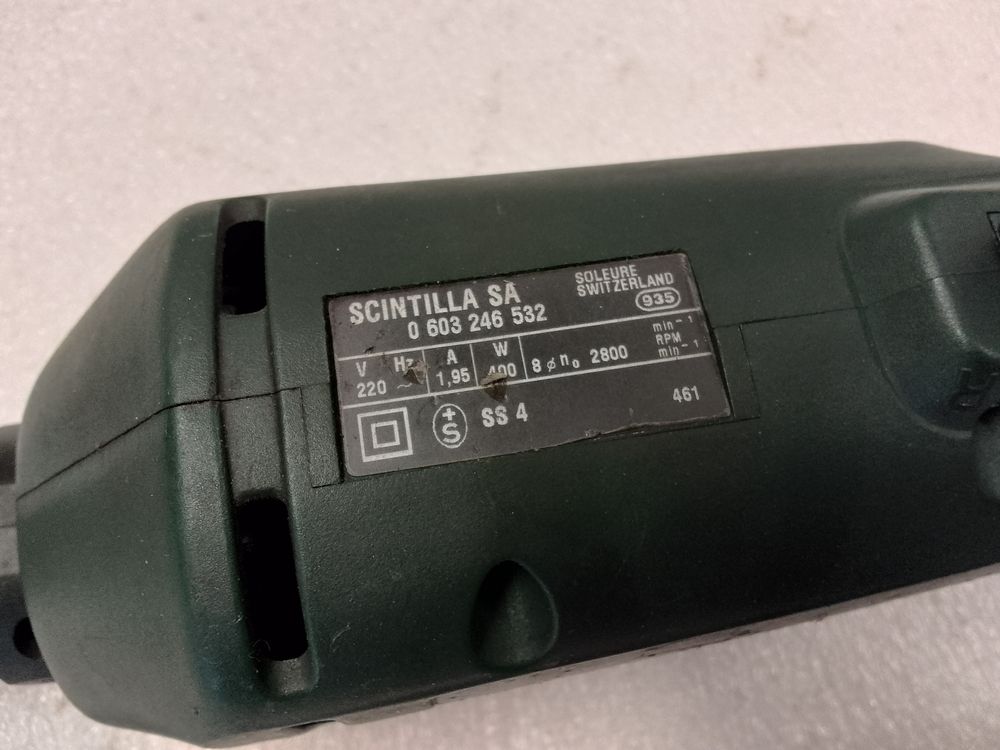 SCINTILLA SA
SOLEURE
SWITZERLAND
0 603 246 532
935
V Hz A W
220 ~ 1,95 400 8 ø n₀ 2800 min⁻¹
RPM
min⁻¹
+S SS 4 461